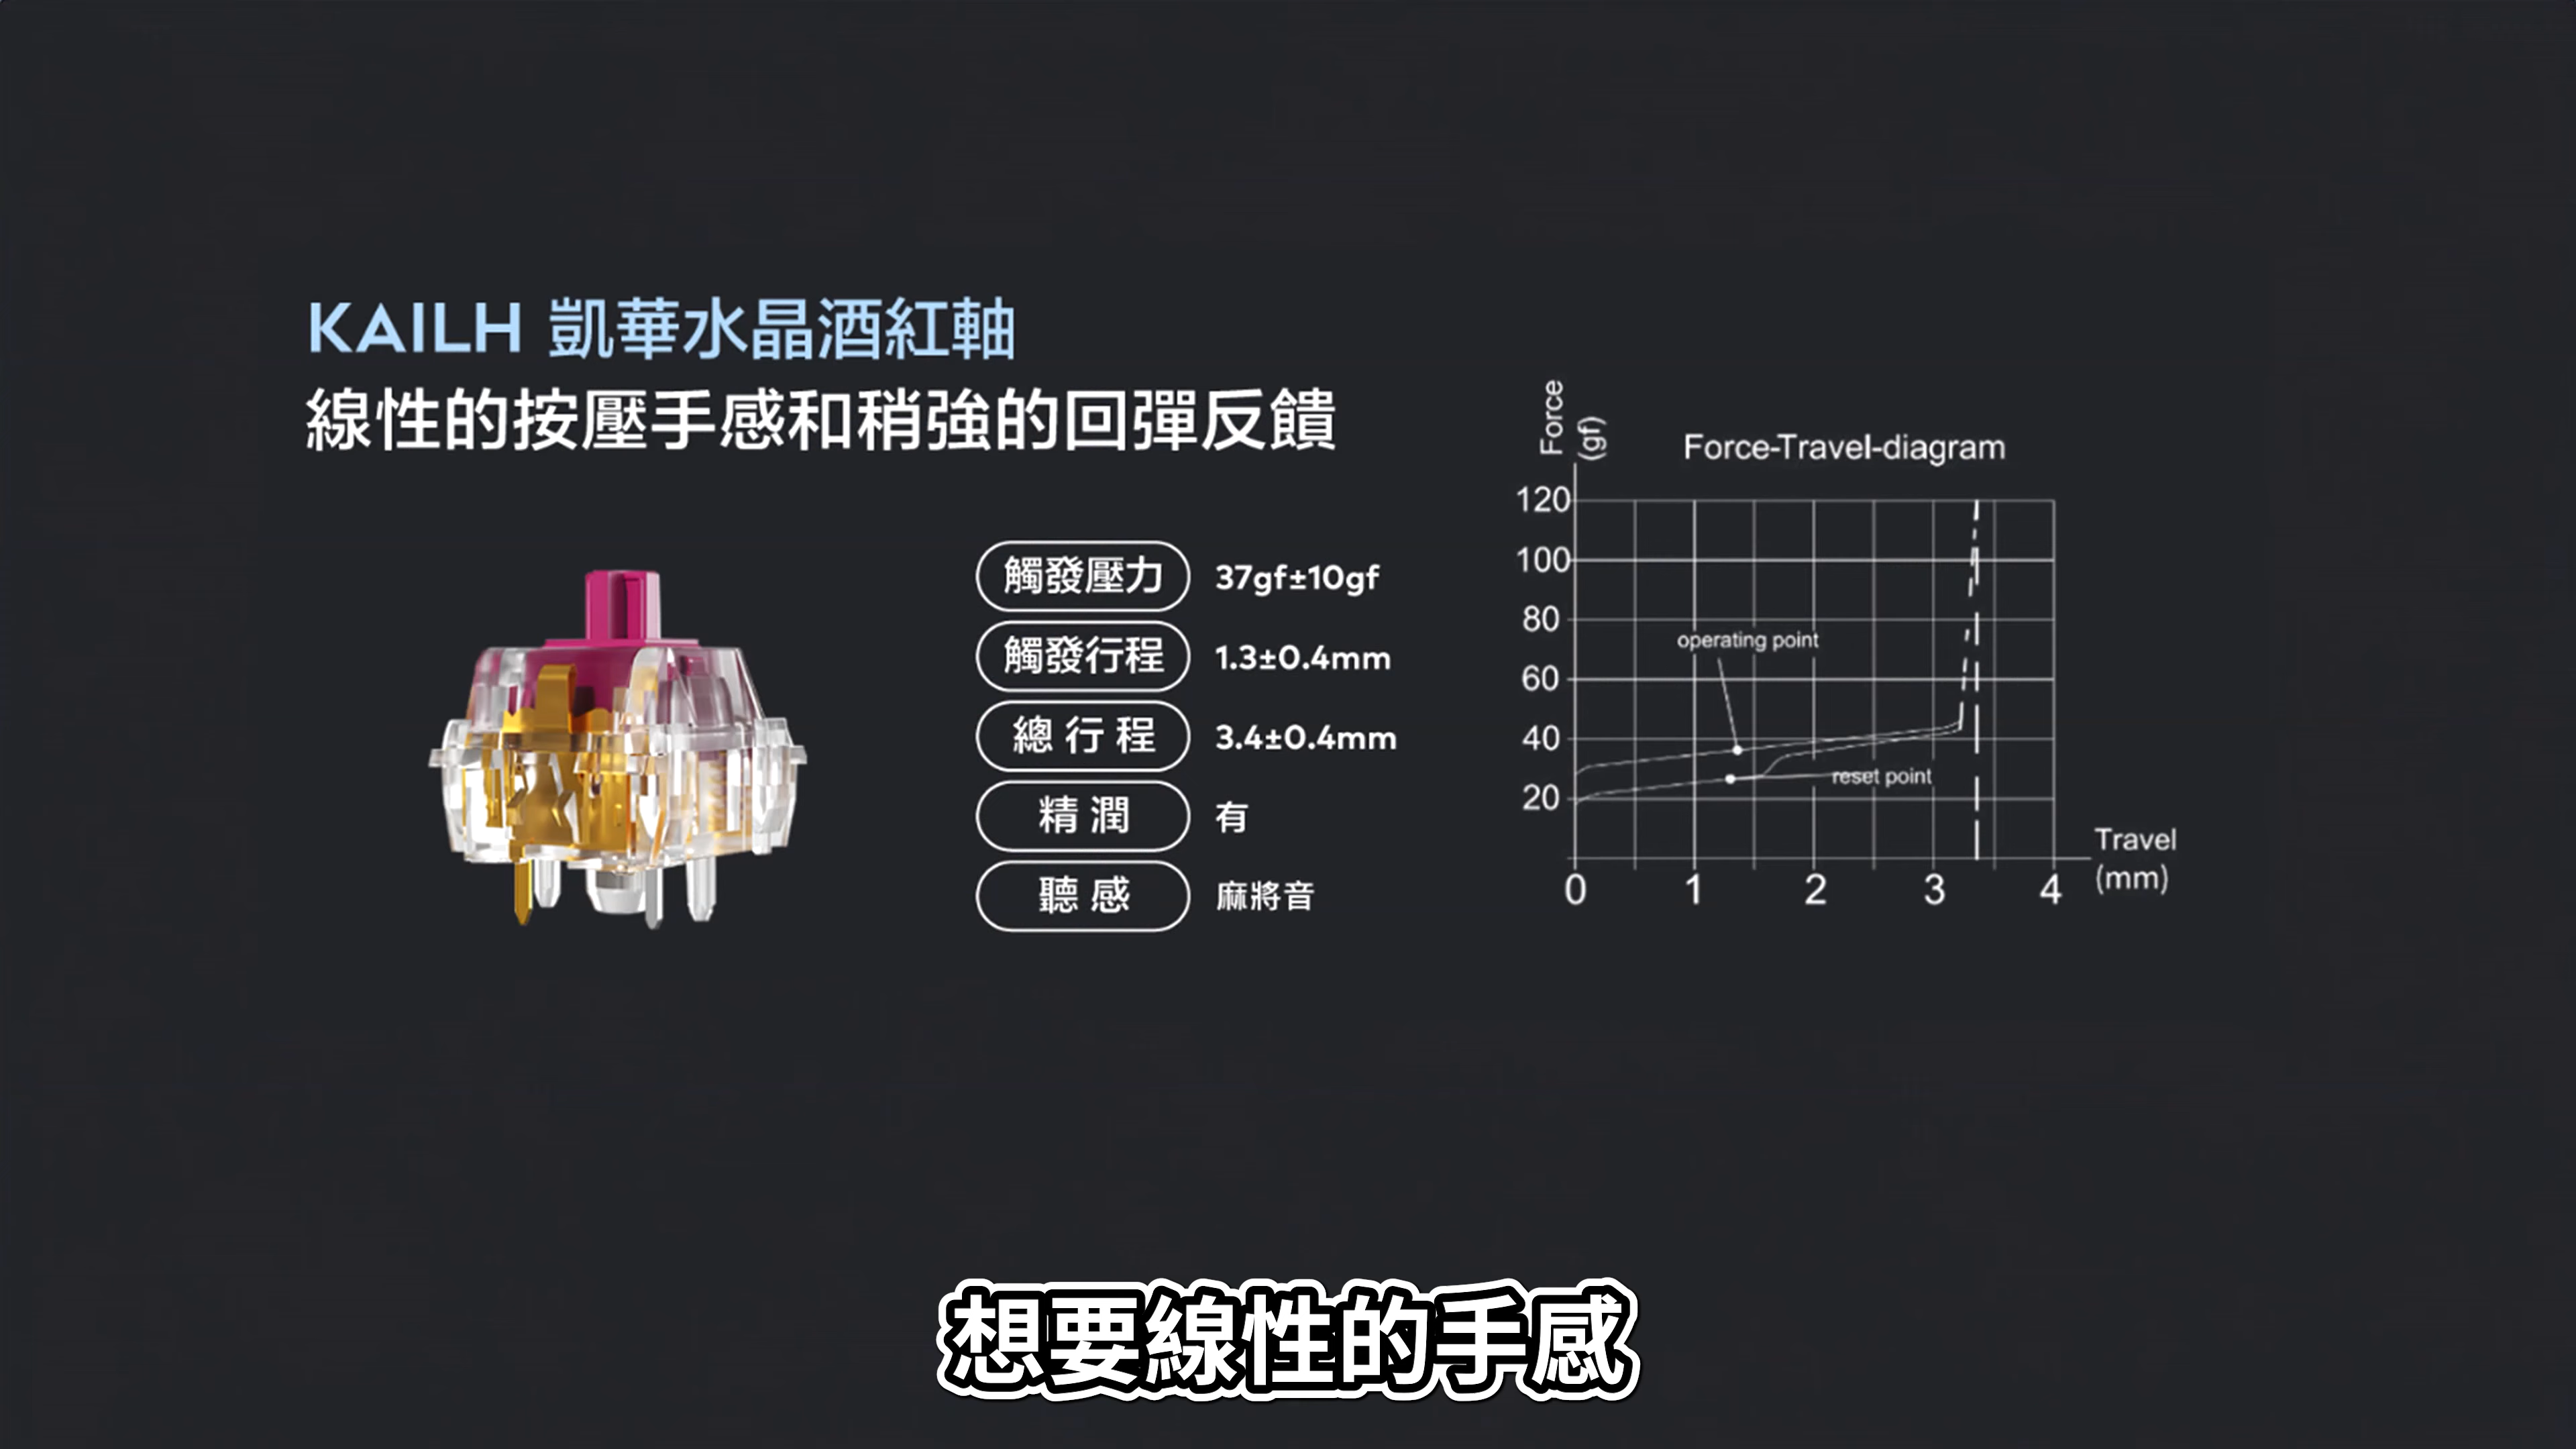 KAILH 凱華水晶酒紅軸
線性的按壓手感和稍強的回彈反饋
觸發壓力 37gf±10gf
觸發行程 1.3±0.4mm
總行程 3.4±0.4mm
精潤 有
聽感 麻將音
Force
(gf)
Force-Travel-diagram
120
100
80
operating point
60
40
reset point
20
Travel
(mm)
0 1 2 3 4
想要線性的手感